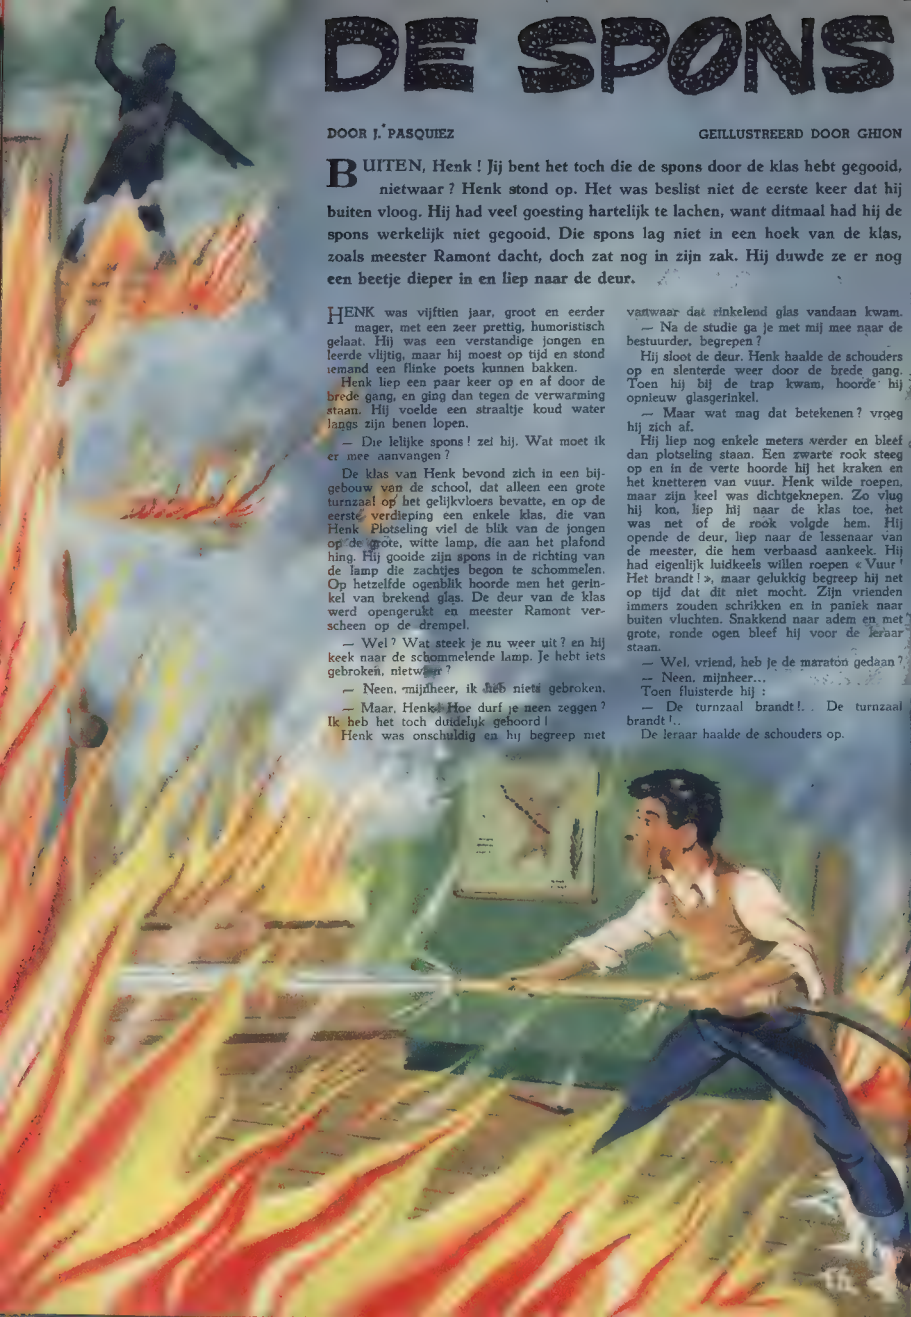 DE SPONS
DOOR J. PASQUIEZ
GEILLUSTREERD DOOR GHION
BUITEN, Henk ! Jij bent het toch die de spons door de klas hebt gegooid,
nietwaar ? Henk stond op. Het was beslist niet de eerste keer dat hij
buiten vloog. Hij had veel goesting hartelijk te lachen, want ditmaal had hij de
spons werkelijk niet gegooid. Die spons lag niet in een hoek van de klas,
zoals meester Ramont dacht, doch zat nog in zijn zak. Hij duwde ze er nog
een beetje dieper in en liep naar de deur.
HENK was vijftien jaar, groot en eerder
mager, met een zeer prettig, humoristisch
gelaat. Hij was een verstandige jongen en
leerde vlijtig, maar hij moest op tijd en stond
iemand een flinke poets kunnen bakken.
Henk liep een paar keer op en af door de
brede gang, en ging dan tegen de verwarming
staan. Hij voelde een straaltje koud water
langs zijn benen lopen.
— Die lelijke spons ! zei hij. Wat moet ik
er mee aanvangen ?
De klas van Henk bevond zich in een bij-
gebouw van de school, dat alleen een grote
turnzaal op het gelijkvloers bevatte, en op de
eerste verdieping een enkele klas, die van
Henk Plotseling viel de blik van de jongen
op de grote, witte lamp, die aan het plafond
hing. Hij gooide zijn spons in de richting van
de lamp die zachtjes begon te schommelen.
Op hetzelfde ogenblik hoorde men het gerin-
kel van brekend glas. De deur van de klas
werd opengerukt en meester Ramont ver-
scheen op de drempel.
— Wel ? Wat steek je nu weer uit ? en hij
keek naar de schommelende lamp. Je hebt iets
gebroken, nietwaar ?
— Neen, mijnheer, ik heb niets gebroken.
— Maar, Henk ! Hoe durf je neen zeggen ?
Ik heb het toch duidelijk gehoord !
Henk was onschuldig en hij begreep niet
vanwaar dat rinkelend glas vandaan kwam.
— Na de studie ga je met mij mee naar de
bestuurder, begrepen ?
Hij sloot de deur. Henk haalde de schouders
op en slenterde weer door de brede gang.
Toen hij bij de trap kwam, hoorde hij
opnieuw glasgerinkel.
— Maar wat mag dat betekenen ? vroeg
hij zich af.
Hij liep nog enkele meters verder en bleef
dan plotseling staan. Een zwarte rook steeg
op en in de verte hoorde hij het kraken en
het knetteren van vuur. Henk wilde roepen,
maar zijn keel was dichtgeknepen. Zo vlug
hij kon, liep hij naar de klas toe, het
was net of de rook volgde hem. Hij
opende de deur, liep naar de lessenaar van
de meester, die hem verbaasd aankeek. Hij
had eigenlijk luidkeels willen roepen « Vuur !
Het brandt ! », maar gelukkig begreep hij net
op tijd dat dit niet mocht. Zijn vrienden
immers zouden schrikken en in paniek naar
buiten vluchten. Snakkend naar adem en met
grote, ronde ogen bleef hij voor de leraar
staan.
— Wel, vriend, heb je de maraton gedaan ?
— Neen, mijnheer...
Toen fluisterde hij :
— De turnzaal brandt !. . De turnzaal
brandt !..
De leraar haalde de schouders op.